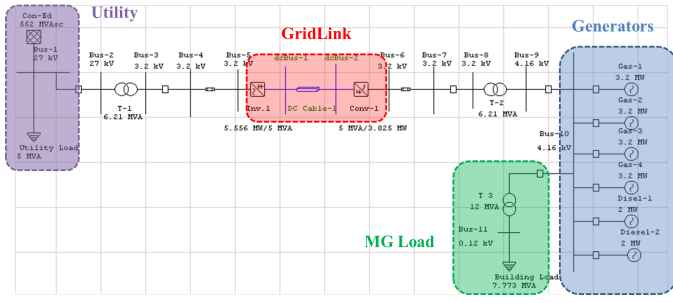 Utility
Con-Ed
552 MVAsc
Bus-1
27 kV
Utility Load
5 MVA
Bus-2
27 kV
T-1
6.21 MVA
Bus-3
3.2 kV
Bus-4
3.2 kV
Bus-5
3.2 kV
GridLink
dcBus-1
dcBus-2
Inv.1
DC Cable-1
Conv-1
5.556 MW/5 MVA
5 MVA/3.825 MW
Bus-6
3.2 kV
Bus-7
3.2 kV
Bus-8
3.2 kV
T-2
6.21 MVA
Bus-9
4.16 kV
Bus-10
4.16 kV
Generators
Gas-1
3.2 MW
Gas-2
3.2 MW
Gas-3
3.2 MW
Gas-4
3.2 MW
Disel-1
2 MW
Diesel-2
2 MW
MG Load
T 3
12 MVA
Bus-11
0.12 kV
Building Load
7.773 MVA